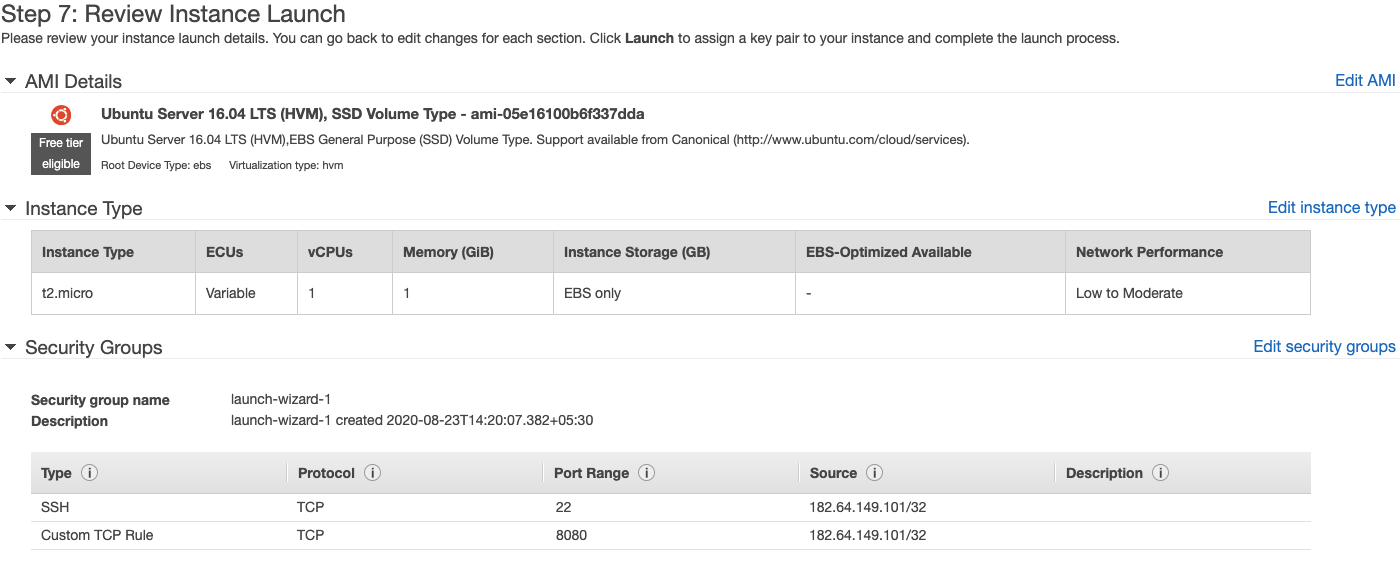 Step 7: Review Instance Launch
Please review your instance launch details. You can go back to edit changes for each section. Click Launch to assign a key pair to your instance and complete the launch process.
AMI Details
Edit AMI
Ubuntu Server 16.04 LTS (HVM), SSD Volume Type - ami-05e16100b6f337dda
Free tier
eligible
Ubuntu Server 16.04 LTS (HVM),EBS General Purpose (SSD) Volume Type. Support available from Canonical (http://www.ubuntu.com/cloud/services).
Root Device Type: ebs Virtualization type: hvm
Instance Type
Edit instance type
Instance Type ECUs vCPUs Memory (GiB) Instance Storage (GB) EBS-Optimized Available Network Performance
t2.micro Variable 1 1 EBS only - Low to Moderate
Security Groups
Edit security groups
Security group name launch-wizard-1
Description launch-wizard-1 created 2020-08-23T14:20:07.382+05:30
Type i Protocol i Port Range i Source i Description i
SSH TCP 22 182.64.149.101/32
Custom TCP Rule TCP 8080 182.64.149.101/32